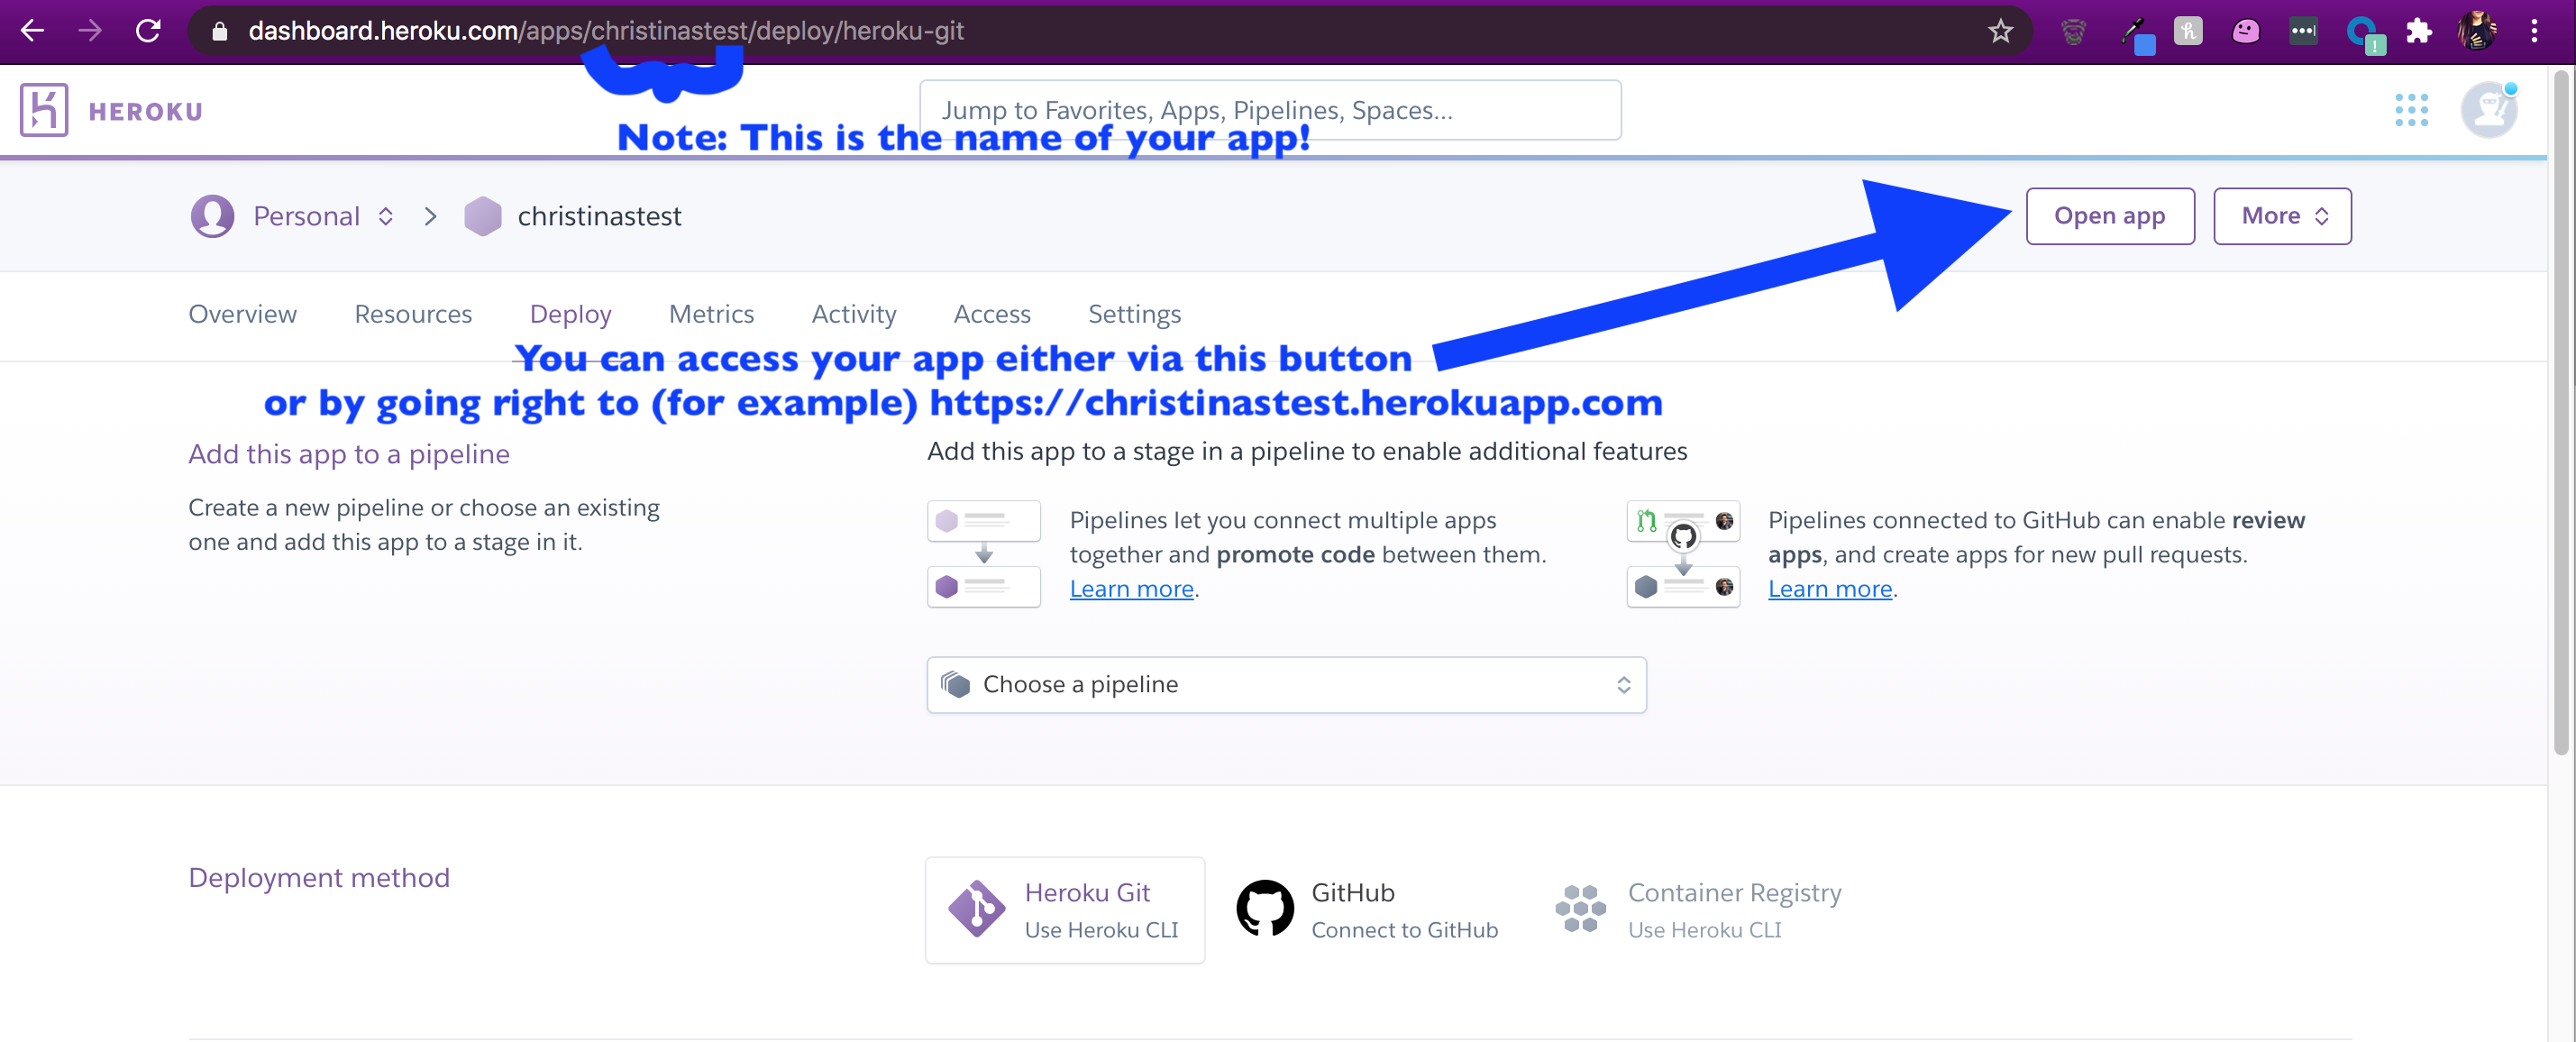 dashboard.heroku.com/apps/christinastest/deploy/heroku-git
HEROKU
Jump to Favorites, Apps, Pipelines, Spaces...
Note: This is the name of your app!
Personal
christinastest
Open app
More
Overview
Resources
Deploy
Metrics
Activity
Access
Settings
You can access your app either via this button
or by going right to (for example) https://christinastest.herokuapp.com
Add this app to a pipeline
Create a new pipeline or choose an existing
one and add this app to a stage in it.
Add this app to a stage in a pipeline to enable additional features
Pipelines let you connect multiple apps
together and promote code between them.
Learn more.
Pipelines connected to GitHub can enable review
apps, and create apps for new pull requests.
Learn more.
Choose a pipeline
Deployment method
Heroku Git
Use Heroku CLI
GitHub
Connect to GitHub
Container Registry
Use Heroku CLI